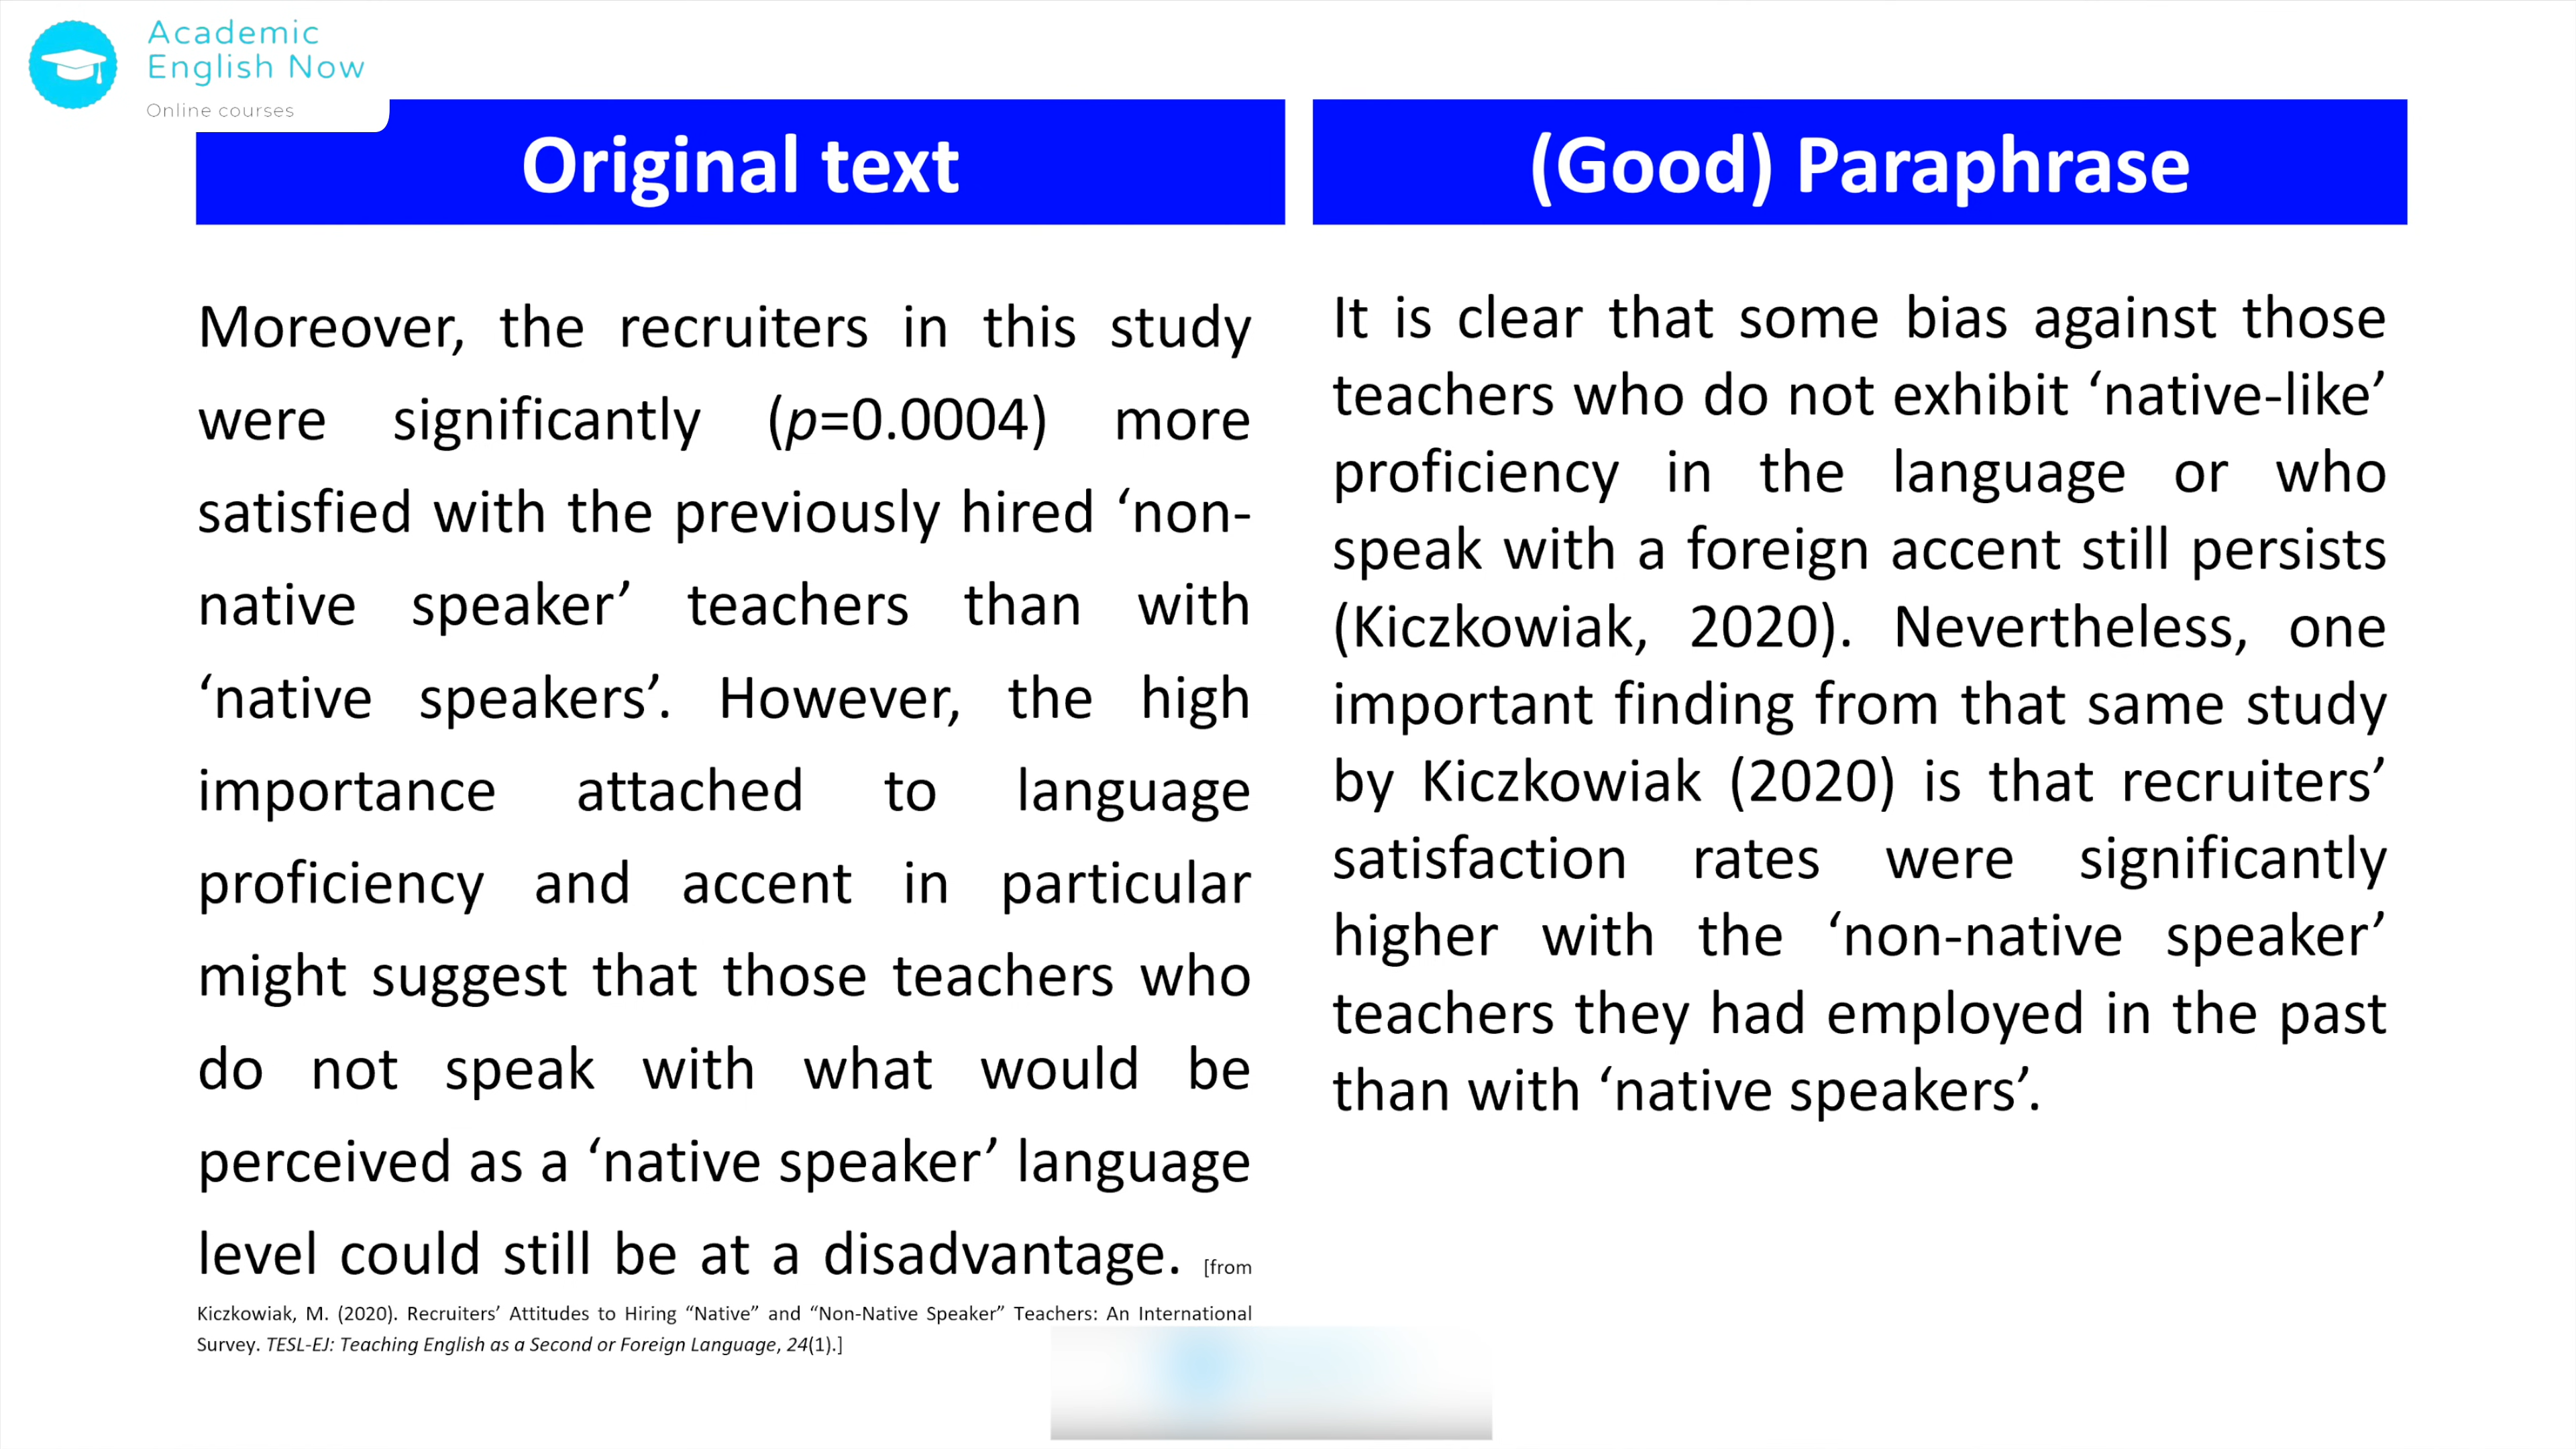 Academic
English Now
Online courses
Original text
Moreover, the recruiters in this study
were significantly (p=0.0004) more
satisfied with the previously hired ‘non-
native speaker’ teachers than with
‘native speakers’. However, the high
importance attached to language
proficiency and accent in particular
might suggest that those teachers who
do not speak with what would be
perceived as a ‘native speaker’ language
level could still be at a disadvantage. [from
Kiczkowiak, M. (2020). Recruiters’ Attitudes to Hiring “Native” and “Non-Native Speaker” Teachers: An International
Survey. TESL-EJ: Teaching English as a Second or Foreign Language, 24(1).]
(Good) Paraphrase
It is clear that some bias against those
teachers who do not exhibit ‘native-like’
proficiency in the language or who
speak with a foreign accent still persists
(Kiczkowiak, 2020). Nevertheless, one
important finding from that same study
by Kiczkowiak (2020) is that recruiters’
satisfaction rates were significantly
higher with the ‘non-native speaker’
teachers they had employed in the past
than with ‘native speakers’.